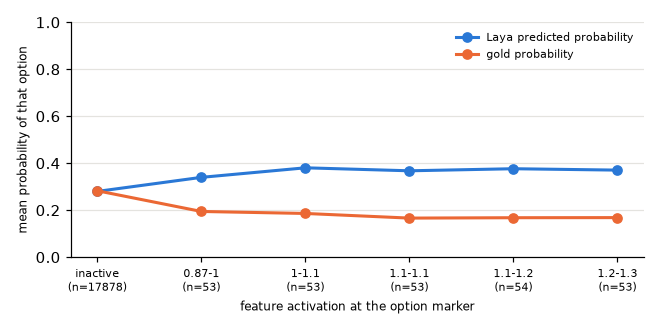 1.0
0.8
0.6
0.4
0.2
0.0
mean probability of that option
Laya predicted probability
gold probability
inactive
(n=17878)
0.87-1
(n=53)
1-1.1
(n=53)
1.1-1.1
(n=53)
1.1-1.2
(n=54)
1.2-1.3
(n=53)
feature activation at the option marker